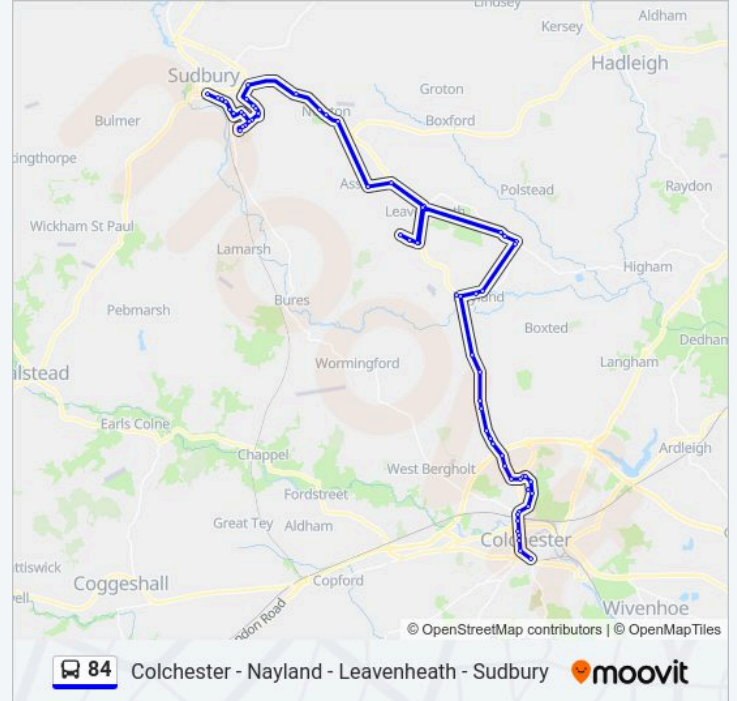 Lindsey
Aldham
Kersey
Hadleigh
Sudbury
Groton
Bulmer
Boxford
Raydon
Polstead
Wickham St Paul
Lamarsh
Higham
Bures
Pebmarsh
Boxted
Dedham
Wormingford
Langham
Earls Colne
Ardleigh
Chappel
West Bergholt
Fordstreet
Great Tey
Aldham
Colchester
Copford
Coggeshall
Wivenhoe
© OpenStreetMap contributors | © OpenMapTiles
84 Colchester - Nayland - Leavenheath - Sudbury moovit